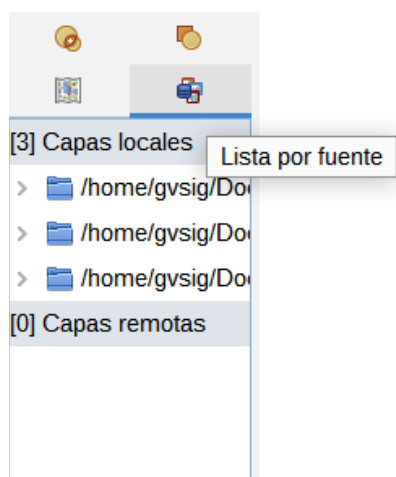 [3] Capas locales
Lista por fuente
/home/gvsig/Do
/home/gvsig/Do
/home/gvsig/Do
[0] Capas remotas